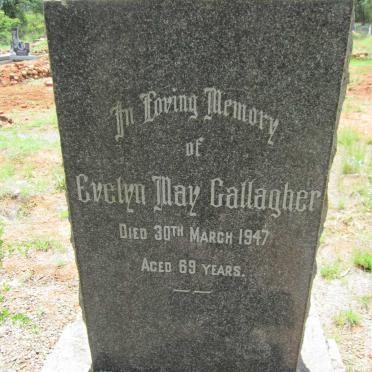 In Loving Memory
of
Evelyn May Gallagher
Died 30th March 1947
Aged 69 years.